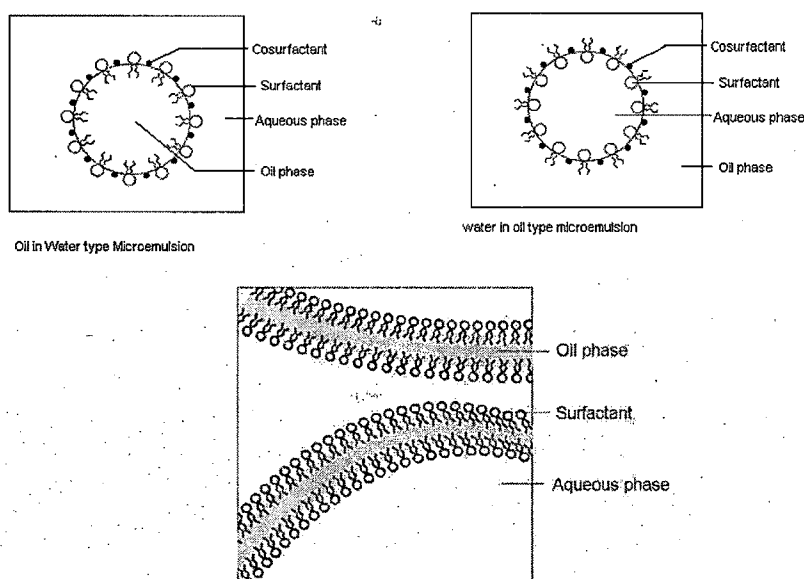 Cosurfactant
Surfactant
Aqueous phase
Oil phase
Oil in Water type Microemulsion
Cosurfactant
Surfactant
Aqueous phase
Oil phase
water in oil type microemulsion
Oil phase
Surfactant
Aqueous phase